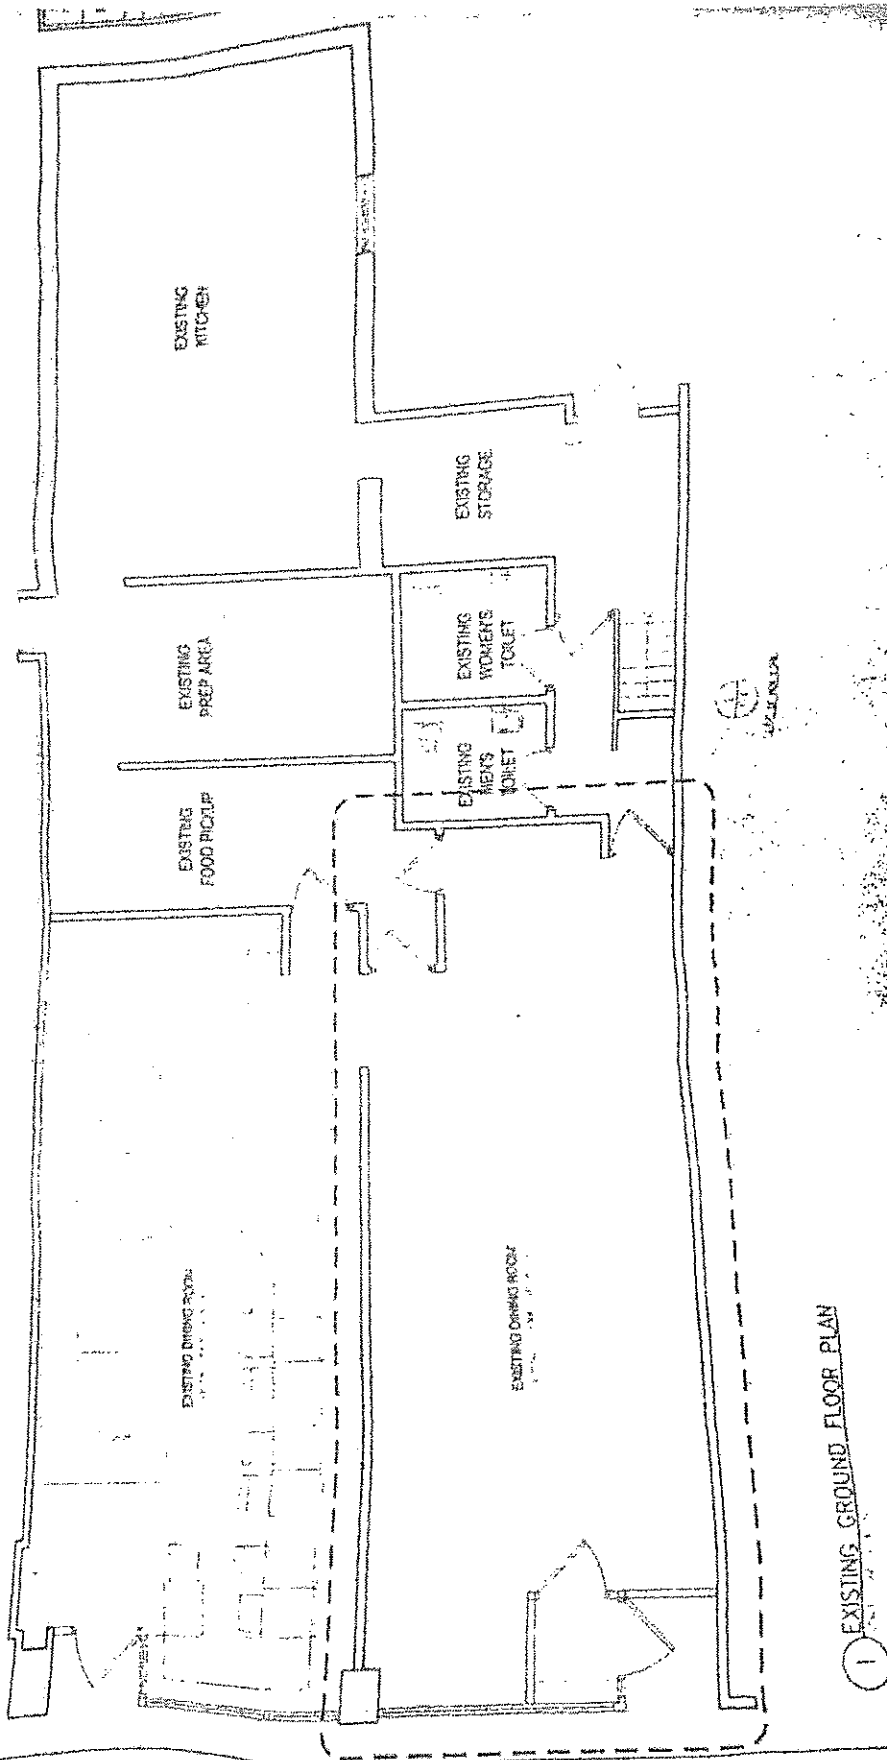 EXISTING
KITCHEN
EXISTING
STORAGE
EXISTING
PREP AREA
EXISTING
WOMEN'S
TOILET
EXISTING
MEN'S
TOILET
EXISTING
FOOD PICKUP
EXISTING DINING ROOM
EXISTING DINING ROOM
1
EXISTING GROUND FLOOR PLAN